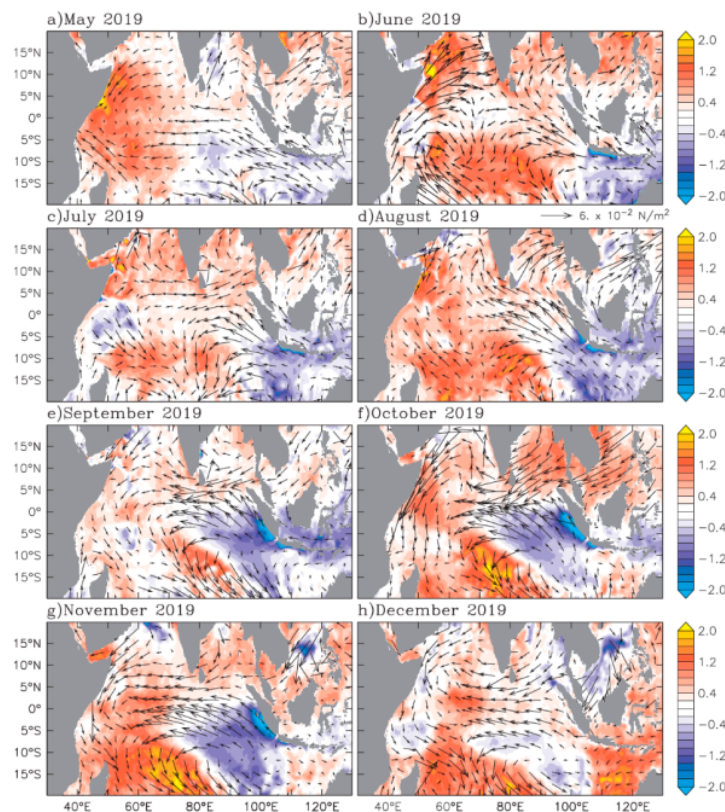 a)May 2019
b)June 2019
15°N
10°N
5°N
0°
5°S
10°S
15°S
2.0
1.2
0.4
−0.4
−1.2
−2.0
6. x 10⁻² N/m²
c)July 2019
d)August 2019
15°N
10°N
5°N
0°
5°S
10°S
15°S
2.0
1.2
0.4
−0.4
−1.2
−2.0
e)September 2019
f)October 2019
15°N
10°N
5°N
0°
5°S
10°S
15°S
2.0
1.2
0.4
−0.4
−1.2
−2.0
g)November 2019
h)December 2019
15°N
10°N
5°N
0°
5°S
10°S
15°S
2.0
1.2
0.4
−0.4
−1.2
−2.0
40°E 60°E 80°E 100°E 120°E 40°E 60°E 80°E 100°E 120°E